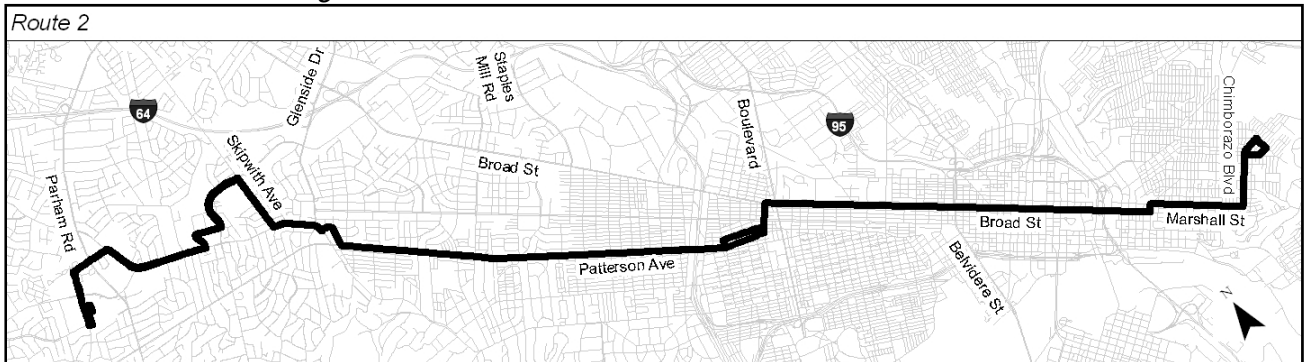 Route 2
64
Glenside Dr
Staples
Mill Rd
Boulevard
95
Chimborazo Blvd
Skipwith Ave
Broad St
Parham Rd
Broad St
Marshall St
Patterson Ave
Belvidere St
N